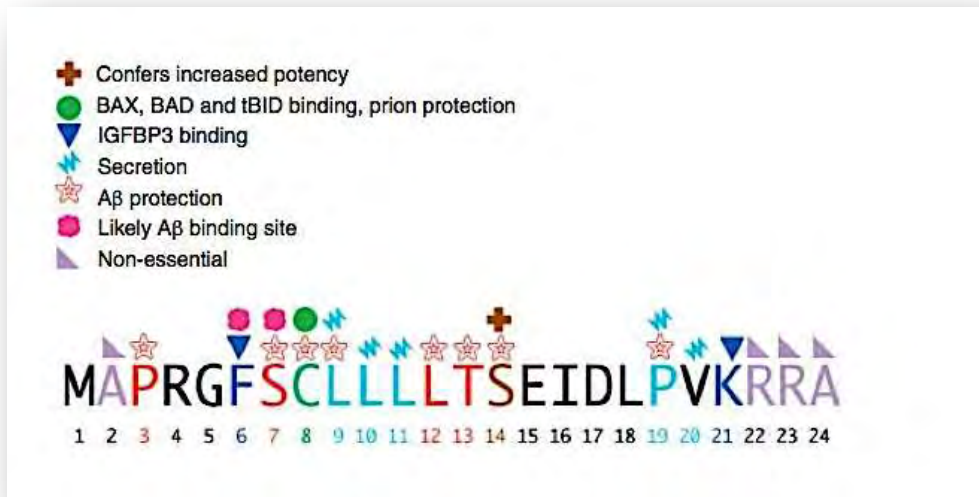 Confers increased potency
BAX, BAD and tBID binding, prion protection
IGFBP3 binding
Secretion
Aβ protection
Likely Aβ binding site
Non-essential
MAPRGFSCLLLLTSEIDLPVKRRA
1 2 3 4 5 6 7 8 9 10 11 12 13 14 15 16 17 18 19 20 21 22 23 24